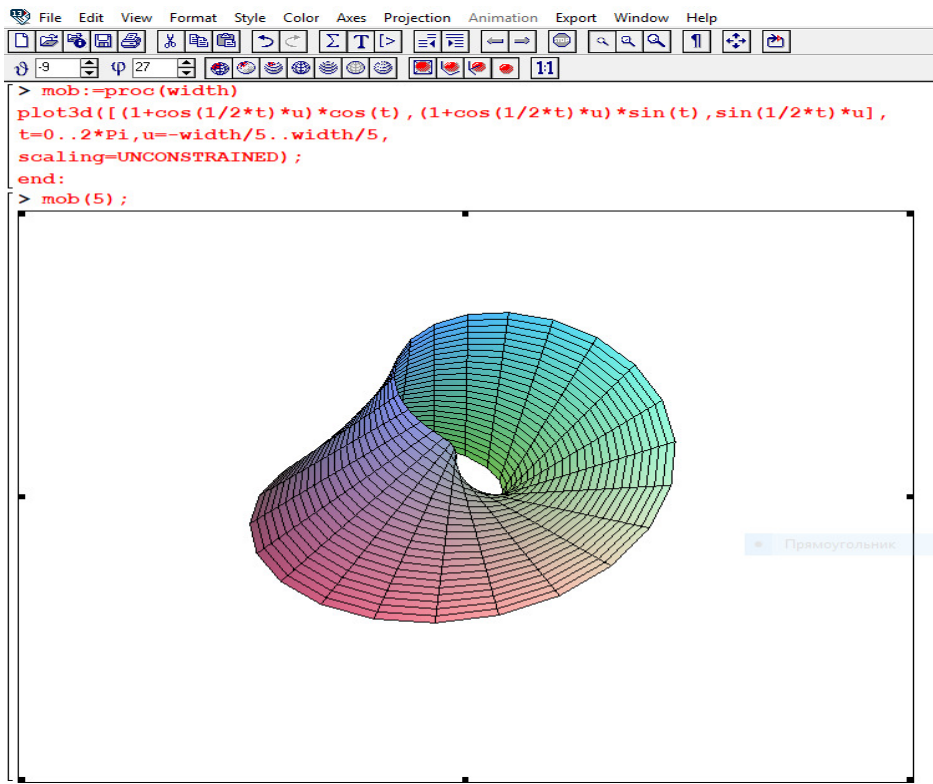 File Edit View Format Style Color Axes Projection Animation Export Window Help
ϑ -9 φ 27 1:1
> mob:=proc(width)
plot3d([(1+cos(1/2*t)*u)*cos(t),(1+cos(1/2*t)*u)*sin(t),sin(1/2*t)*u],
t=0..2*Pi,u=-width/5..width/5,
scaling=UNCONSTRAINED);
end:
> mob(5);
Прямоугольник